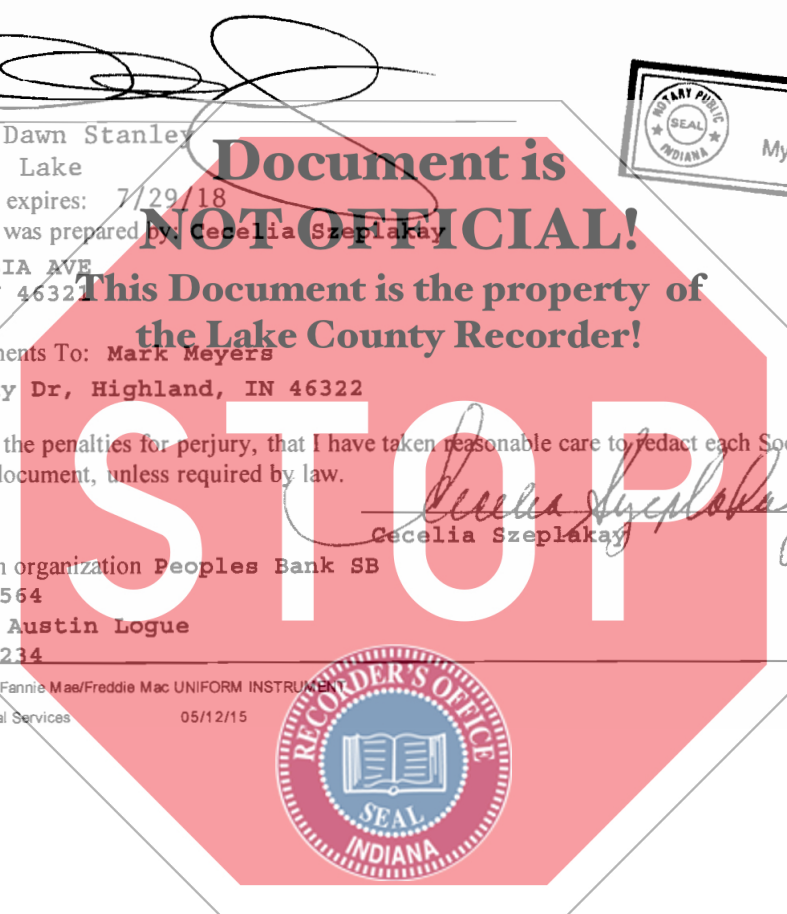 Dawn Stanley
Lake
expires: 7/29/18
was prepared by: Cecelia Szeplakay
IA AVE
46321
ments To: Mark Meyers
y Dr, Highland, IN 46322
the penalties for perjury, that I have taken reasonable care to redact each Soc
document, unless required by law.
Cecelia Szeplakay
Cecelia Szeplakay
n organization Peoples Bank SB
564
Austin Logue
234
Fannie Mae/Freddie Mac UNIFORM INSTRUMENT
al Services 05/12/15
NOTARY PUBLIC
SEAL
INDIANA
My
Document is
NOT OFFICIAL!
This Document is the property of
the Lake County Recorder!
STOP
RECORDER'S OFFICE
SEAL
INDIANA